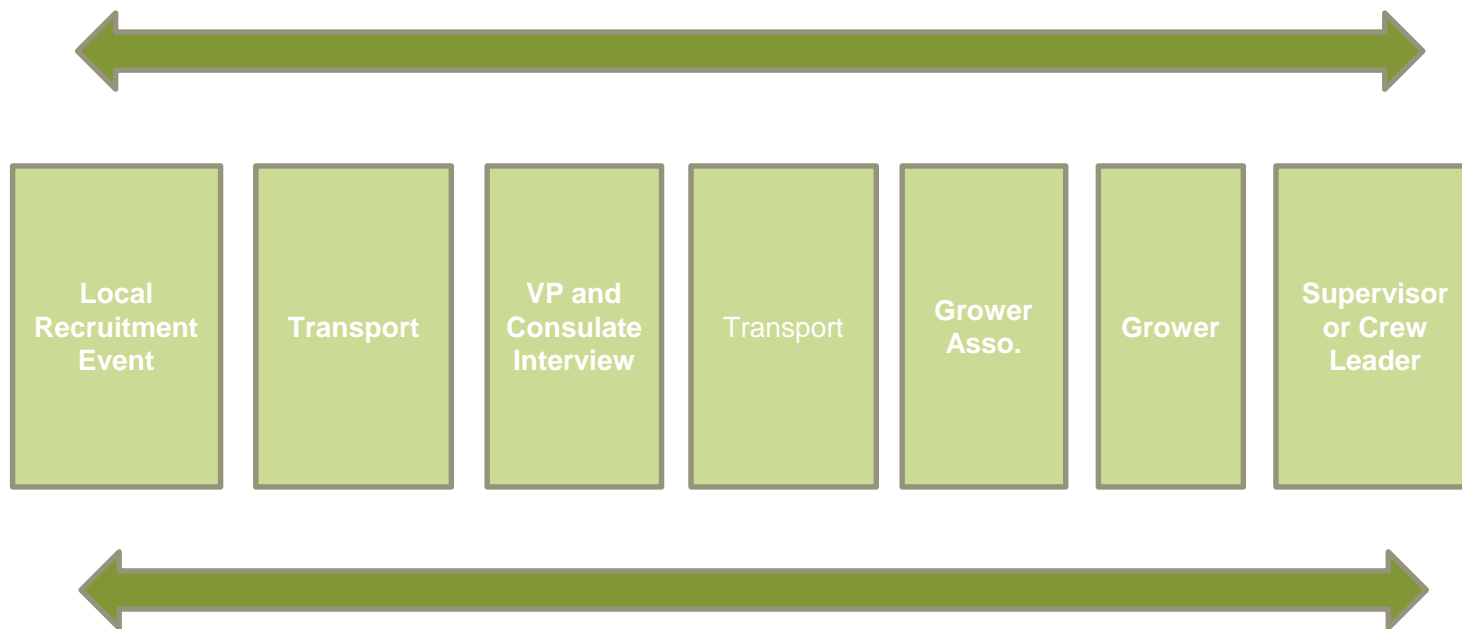 Local
Recruitment
Event
Transport
VP and
Consulate
Interview
Transport
Grower
Asso.
Grower
Supervisor
or Crew
Leader